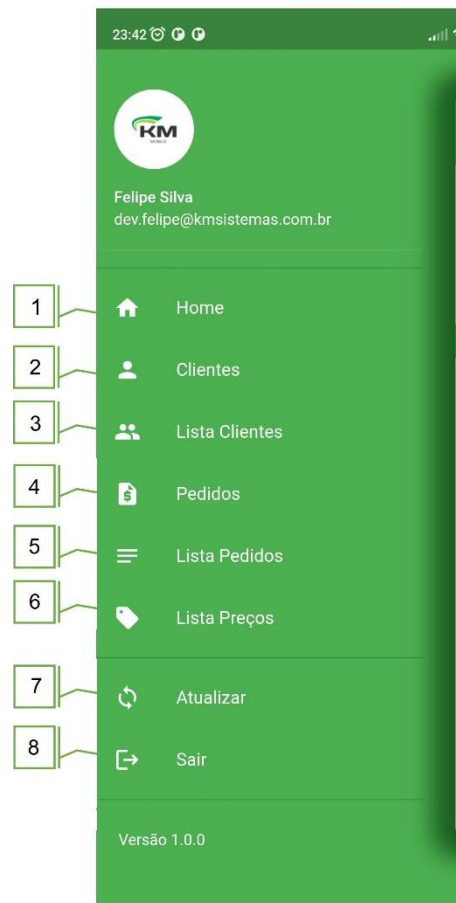 23:42
KM
MOBILE
Felipe Silva
dev.felipe@kmsistemas.com.br
1 Home
2 Clientes
3 Lista Clientes
4 Pedidos
5 Lista Pedidos
6 Lista Preços
7 Atualizar
8 Sair
Versão 1.0.0